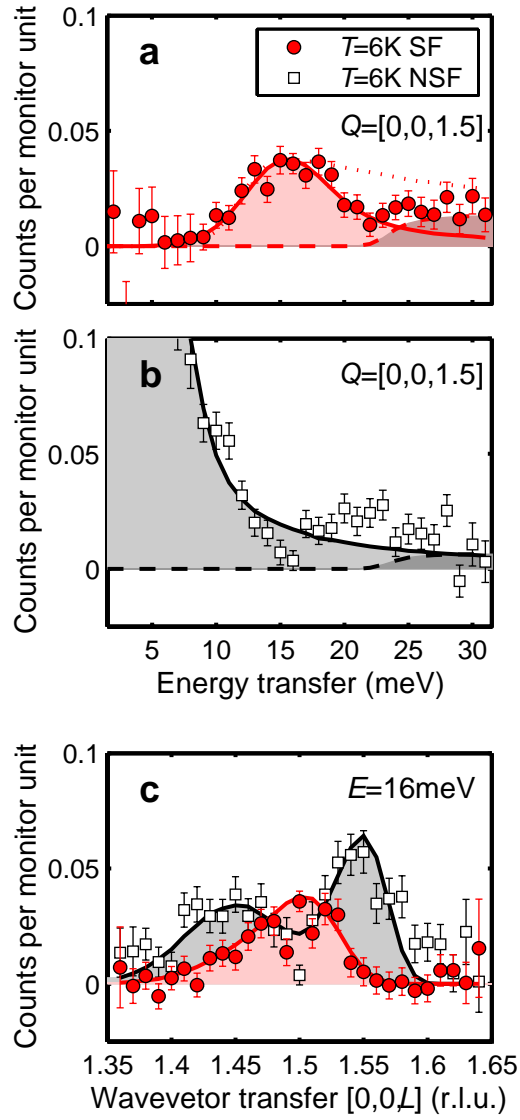 0.1
a
T=6K SF
T=6K NSF
0.05
Q=[0,0,1.5]
0
Counts per monitor unit
0.1
b
Q=[0,0,1.5]
0.05
0
Counts per monitor unit
5 10 15 20 25 30
Energy transfer (meV)
0.1
c
E=16meV
0.05
0
Counts per monitor unit
1.35 1.4 1.45 1.5 1.55 1.6 1.65
Wavevetor transfer [0,0,L] (r.l.u.)